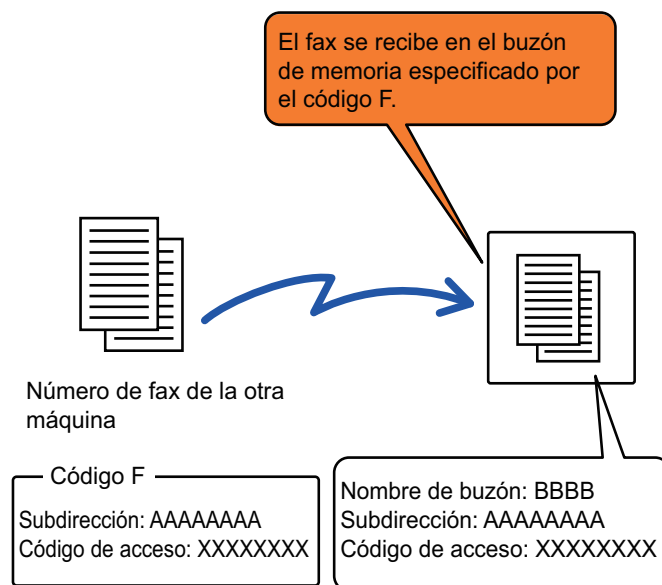 El fax se recibe en el buzón
de memoria especificado por
el código F.
Número de fax de la otra
máquina
Código F
Subdirección: AAAAAAAA
Código de acceso: XXXXXXXX
Nombre de buzón: BBBB
Subdirección: AAAAAAAA
Código de acceso: XXXXXXXX